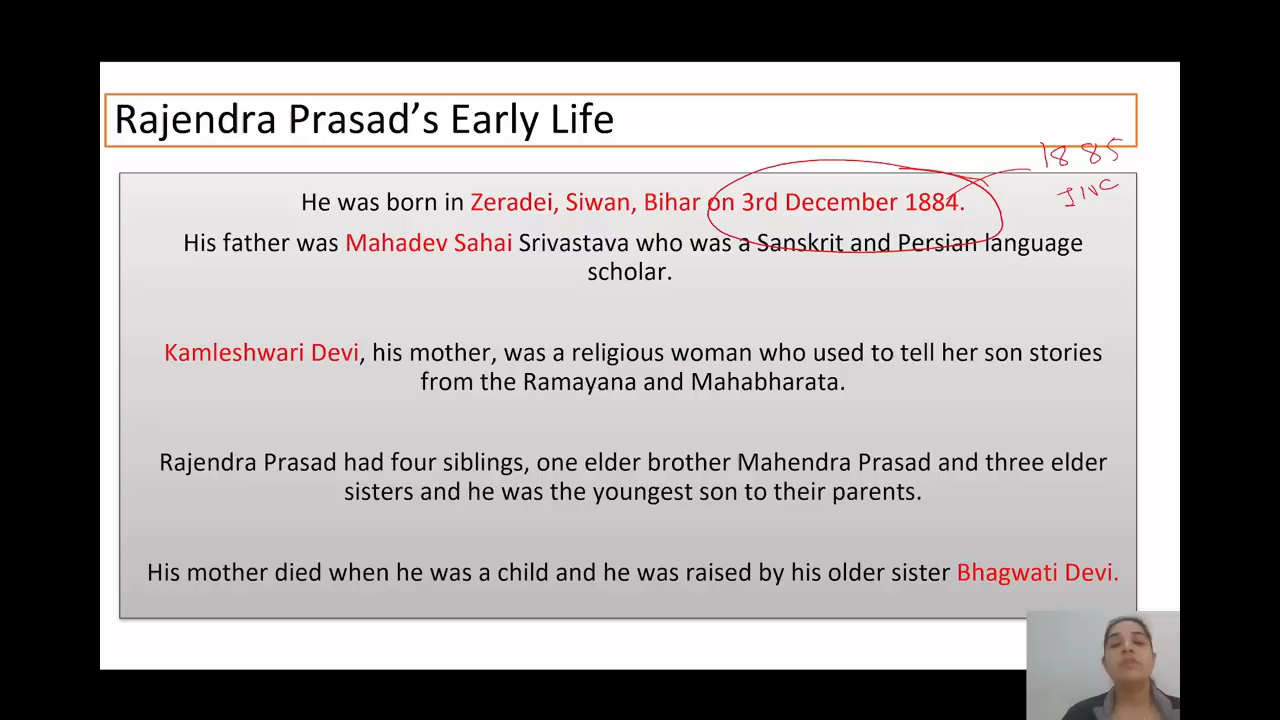 Rajendra Prasad’s Early Life
1885
INC
He was born in Zeradei, Siwan, Bihar on 3rd December 1884.
His father was Mahadev Sahai Srivastava who was a Sanskrit and Persian language
scholar.
Kamleshwari Devi, his mother, was a religious woman who used to tell her son stories
from the Ramayana and Mahabharata.
Rajendra Prasad had four siblings, one elder brother Mahendra Prasad and three elder
sisters and he was the youngest son to their parents.
His mother died when he was a child and he was raised by his older sister Bhagwati Devi.